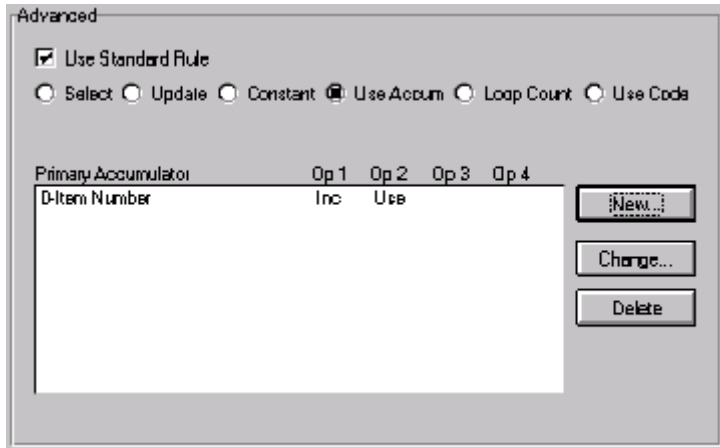 Advanced
Use Standard Rule
Select Update Constant Use Accum Loop Count Use Code
Primary Accumulator Op 1 Op 2 Op 3 Op 4
0-Item Number Inc Use
New...
Change...
Delete